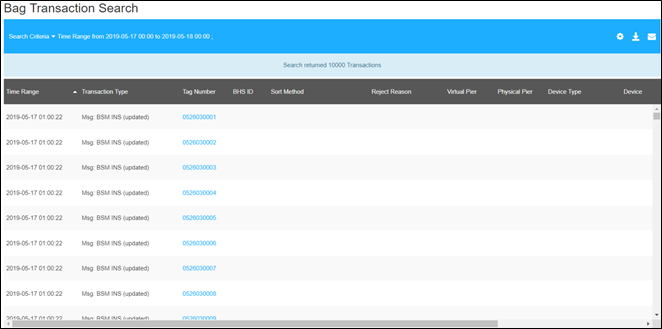 Bag Transaction Search
Search Criteria Time Range from 2019-05-17 00:00 to 2019-05-18 00:00 ;
Search returned 10000 Transactions
Time Range Transaction Type Tag Number BHS ID Sort Method Reject Reason Virtual Pier Physical Pier Device Type Device
2019-05-17 01:00:22 Msg: BSM INS (updated) 0526030001
2019-05-17 01:00:22 Msg: BSM INS (updated) 0526030002
2019-05-17 01:00:22 Msg: BSM INS (updated) 0526030003
2019-05-17 01:00:22 Msg: BSM INS (updated) 0526030004
2019-05-17 01:00:22 Msg: BSM INS (updated) 0526030005
2019-05-17 01:00:22 Msg: BSM INS (updated) 0526030006
2019-05-17 01:00:22 Msg: BSM INS (updated) 0526030007
2019-05-17 01:00:22 Msg: BSM INS (updated) 0526030008
2019-05-17 01:00:22 Msg: BSM INS (updated) 0526030009